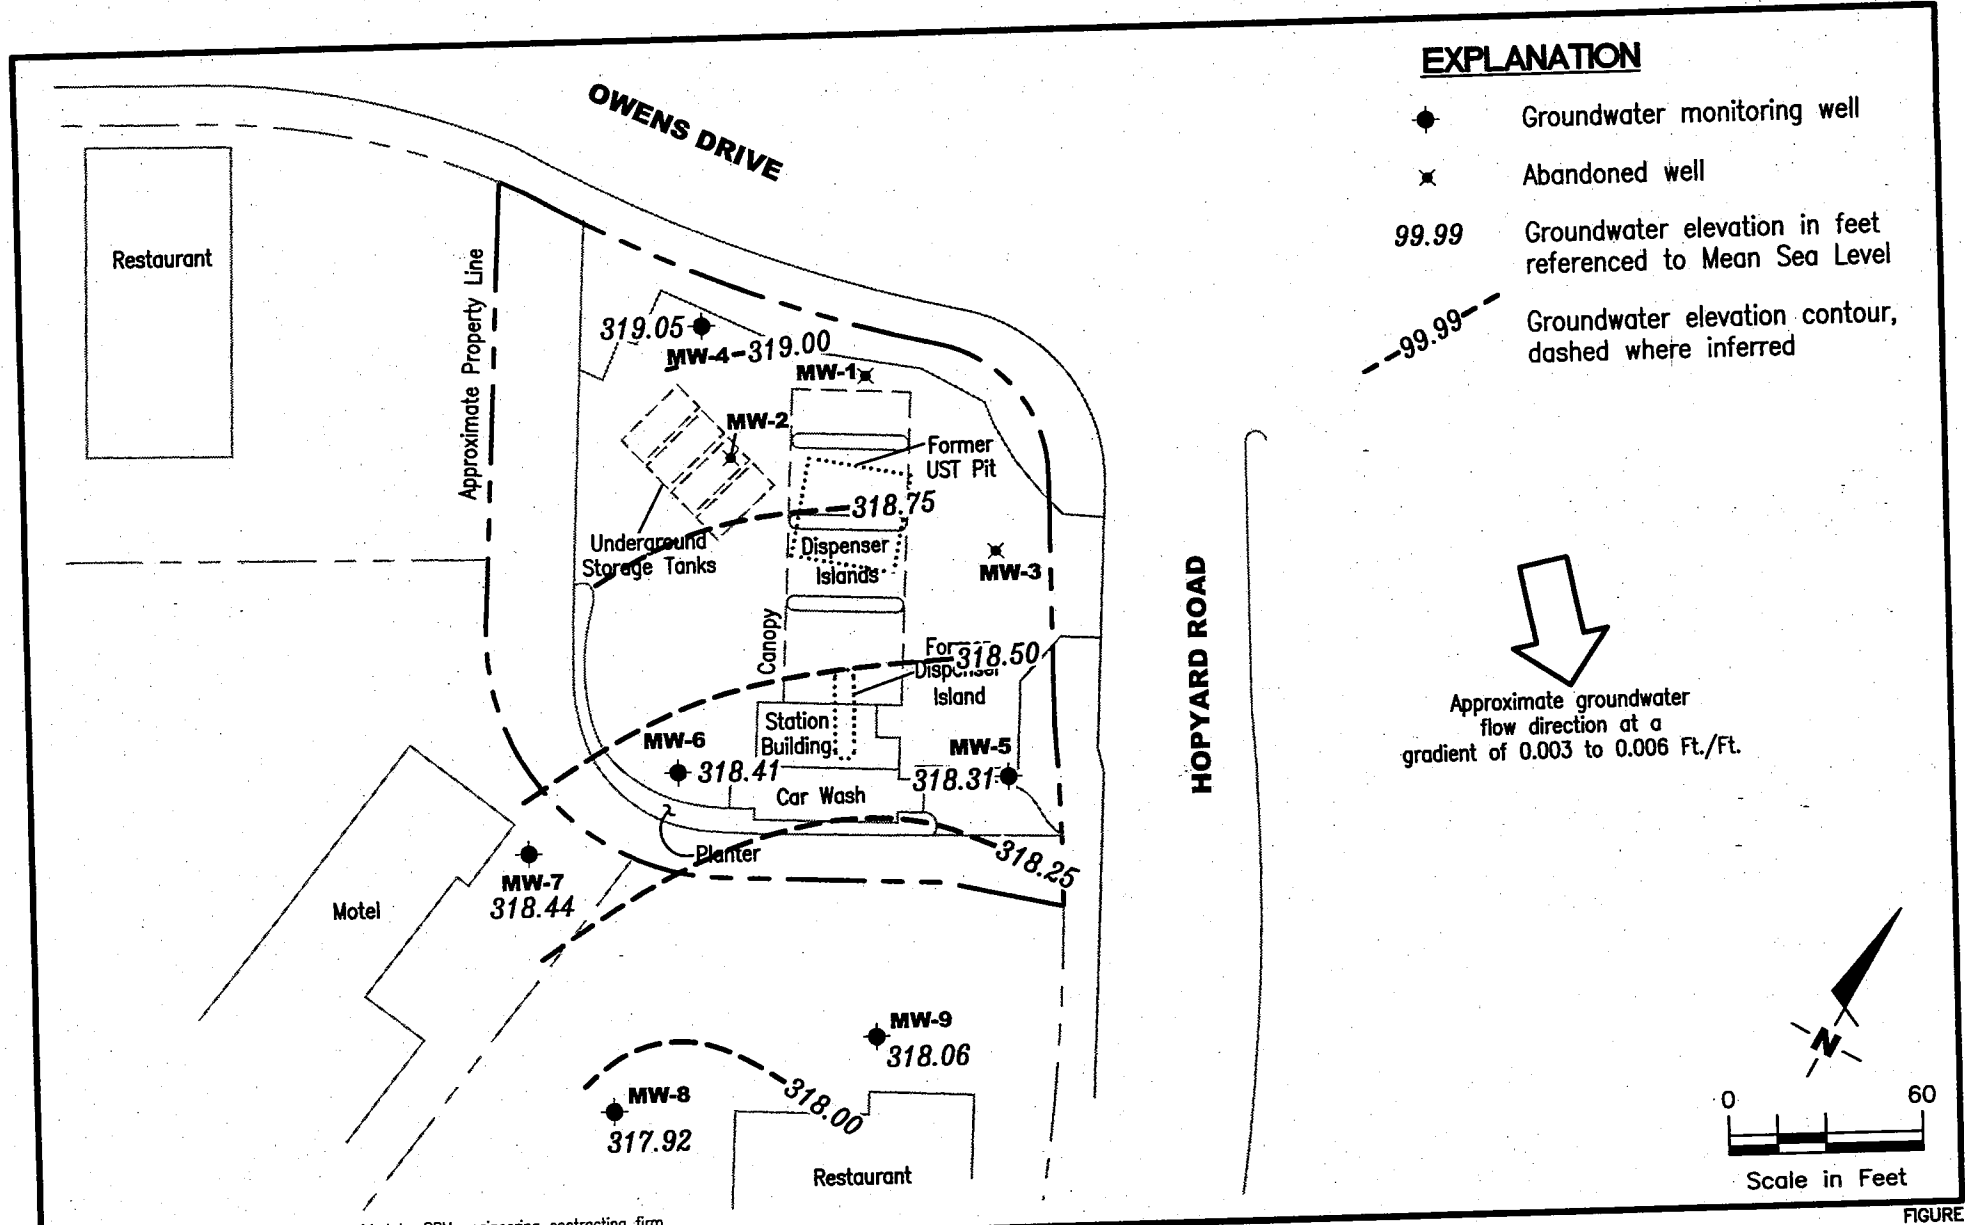 EXPLANATION
Groundwater monitoring well
Abandoned well
99.99
Groundwater elevation in feet
referenced to Mean Sea Level
99.99
Groundwater elevation contour,
dashed where inferred
OWENS DRIVE
Restaurant
Approximate Property Line
319.05
MW-4
319.00
MW-1
MW-2
Former
UST Pit
318.75
Underground
Storage Tanks
Dispenser
Islands
MW-3
Canopy
318.50
Island
HOPYARD ROAD
Station
Building
MW-6
318.41
MW-5
318.31
Car Wash
Planter
318.25
MW-7
318.44
Motel
MW-9
318.06
MW-8
317.92
318.00
Restaurant
Approximate groundwater
flow direction at a
gradient of 0.003 to 0.006 Ft./Ft.
N
0 60
Scale in Feet
contracting firm
FIGURE